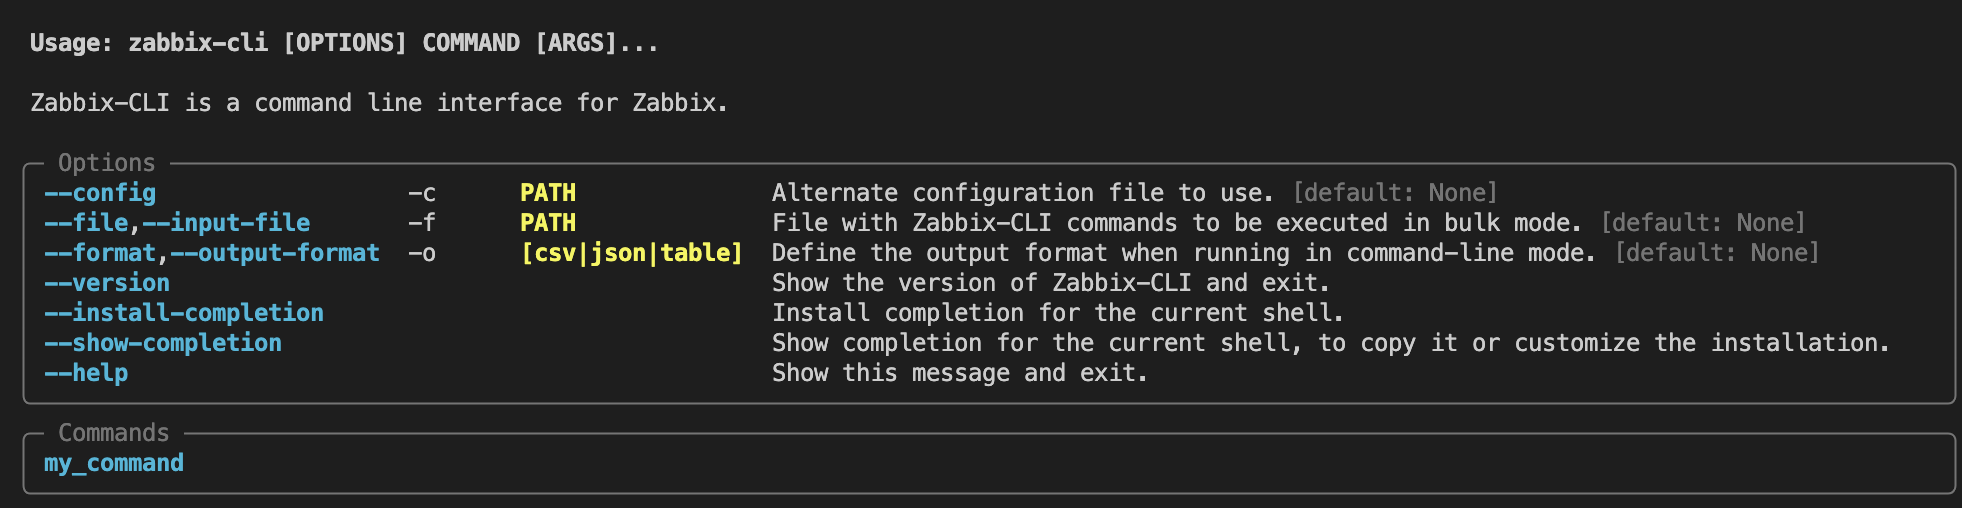 Usage: zabbix-cli [OPTIONS] COMMAND [ARGS]...
Zabbix-CLI is a command line interface for Zabbix.
Options
--config -c PATH Alternate configuration file to use. [default: None]
--file,--input-file -f PATH File with Zabbix-CLI commands to be executed in bulk mode. [default: None]
--format,--output-format -o [csv|json|table] Define the output format when running in command-line mode. [default: None]
--version Show the version of Zabbix-CLI and exit.
--install-completion Install completion for the current shell.
--show-completion Show completion for the current shell, to copy it or customize the installation.
--help Show this message and exit.
Commands
my_command